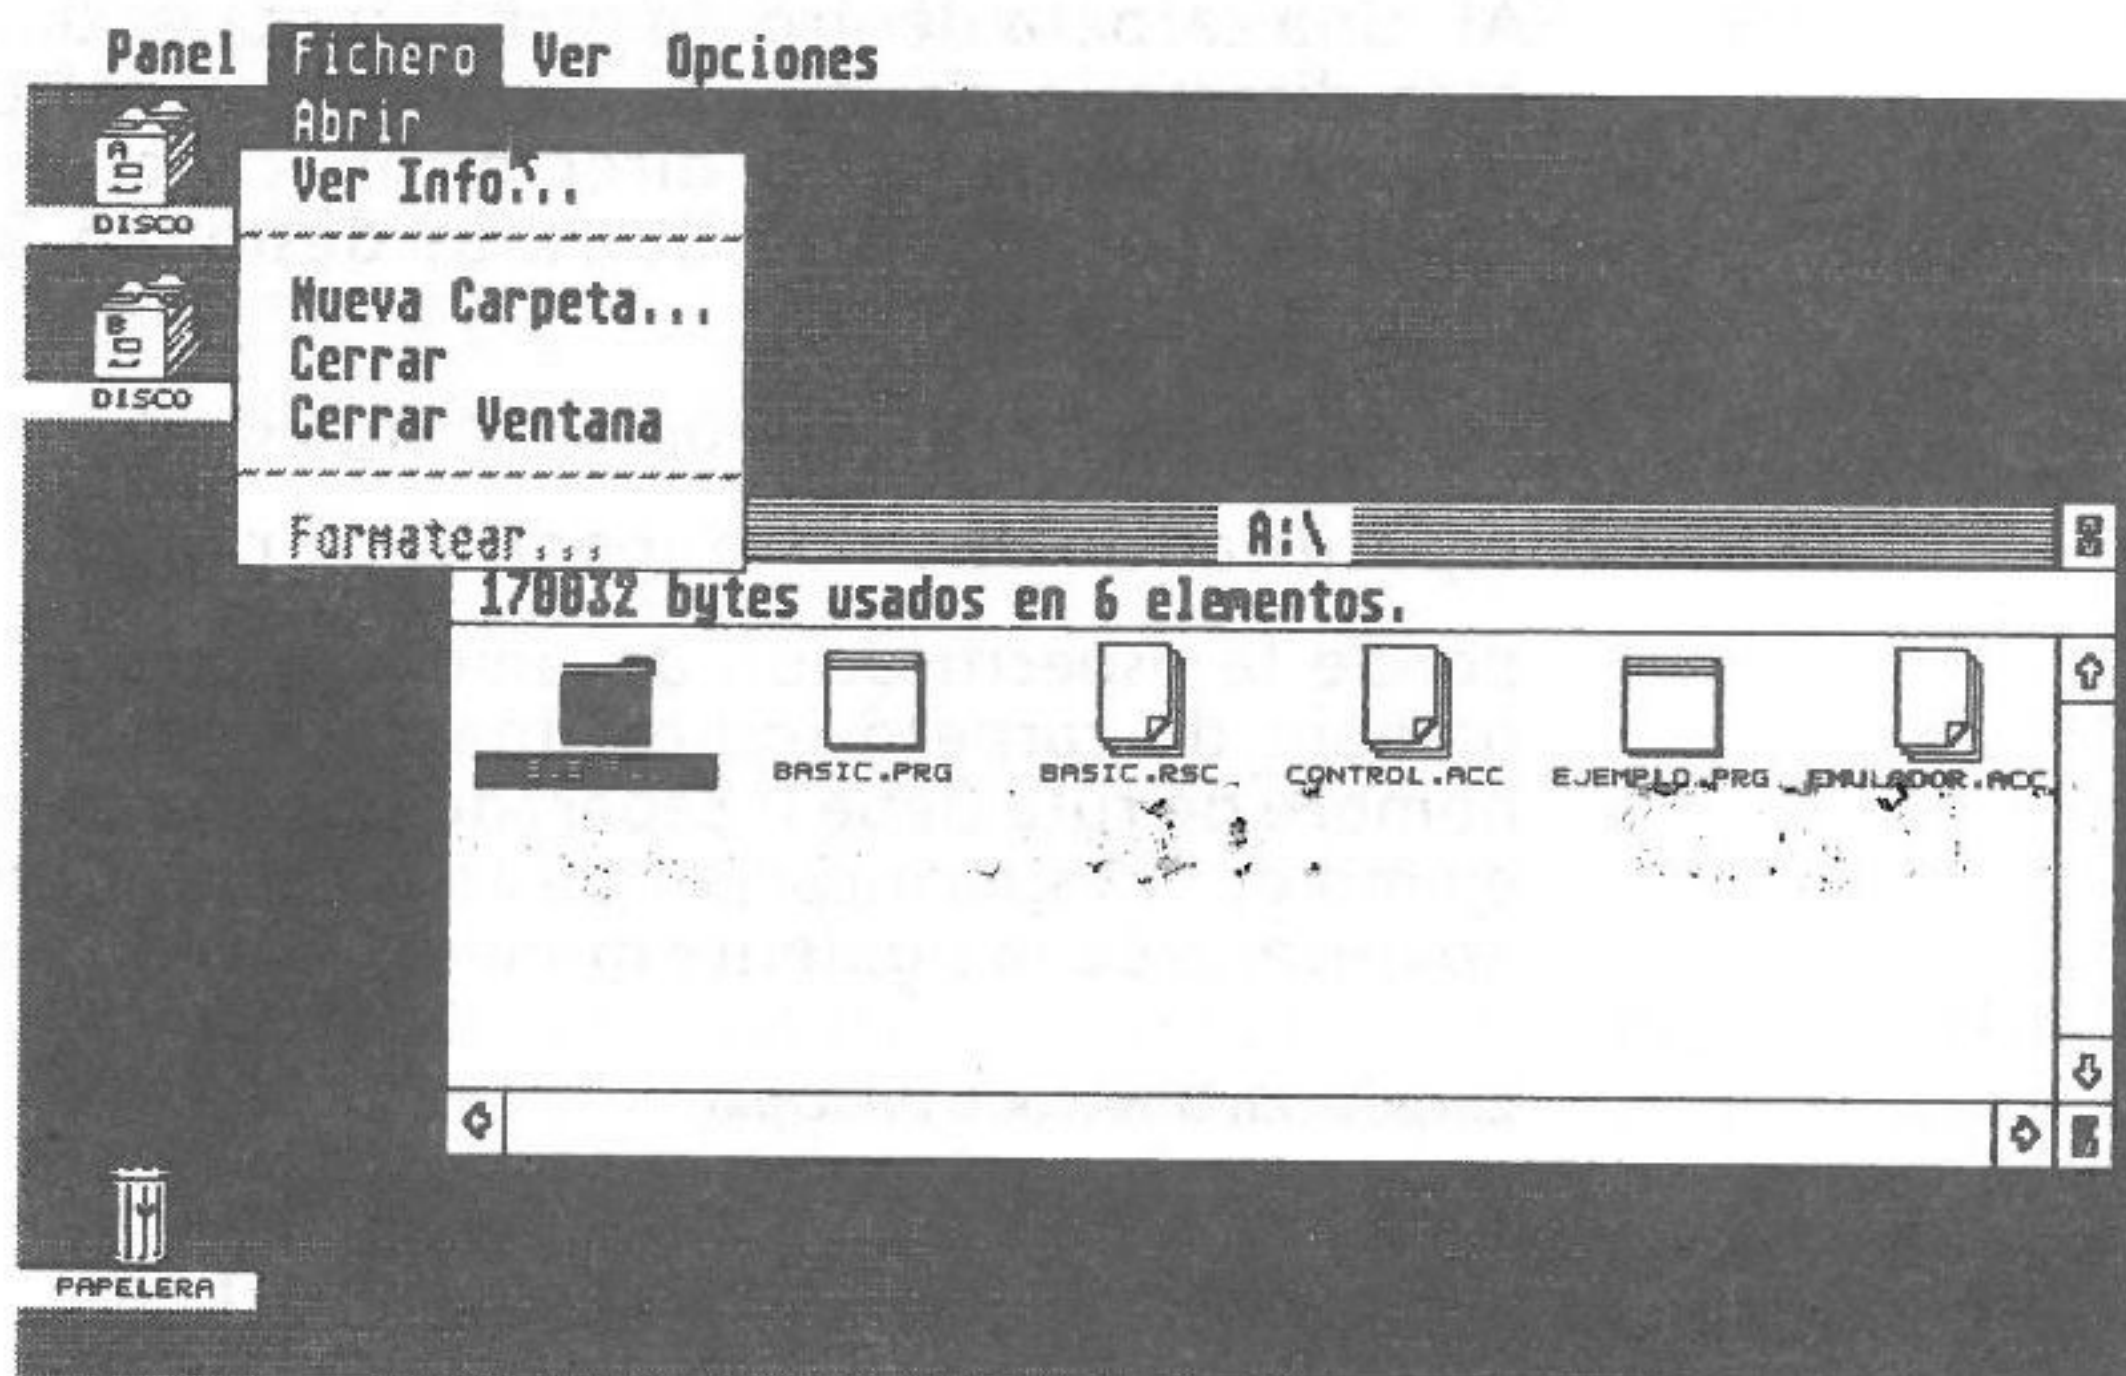 Panel Fichero Ver Opciones
Abrir
Ver Info...
Nueva Carpeta...
Cerrar
Cerrar Ventana
Formatear...
A
DISCO
B
DISCO
A:\
170032 bytes usados en 6 elementos.
BASIC.PRG BASIC.RSC CONTROL.ACC EJEMPLO.PRG EMULADOR.ACC
PAPELERA